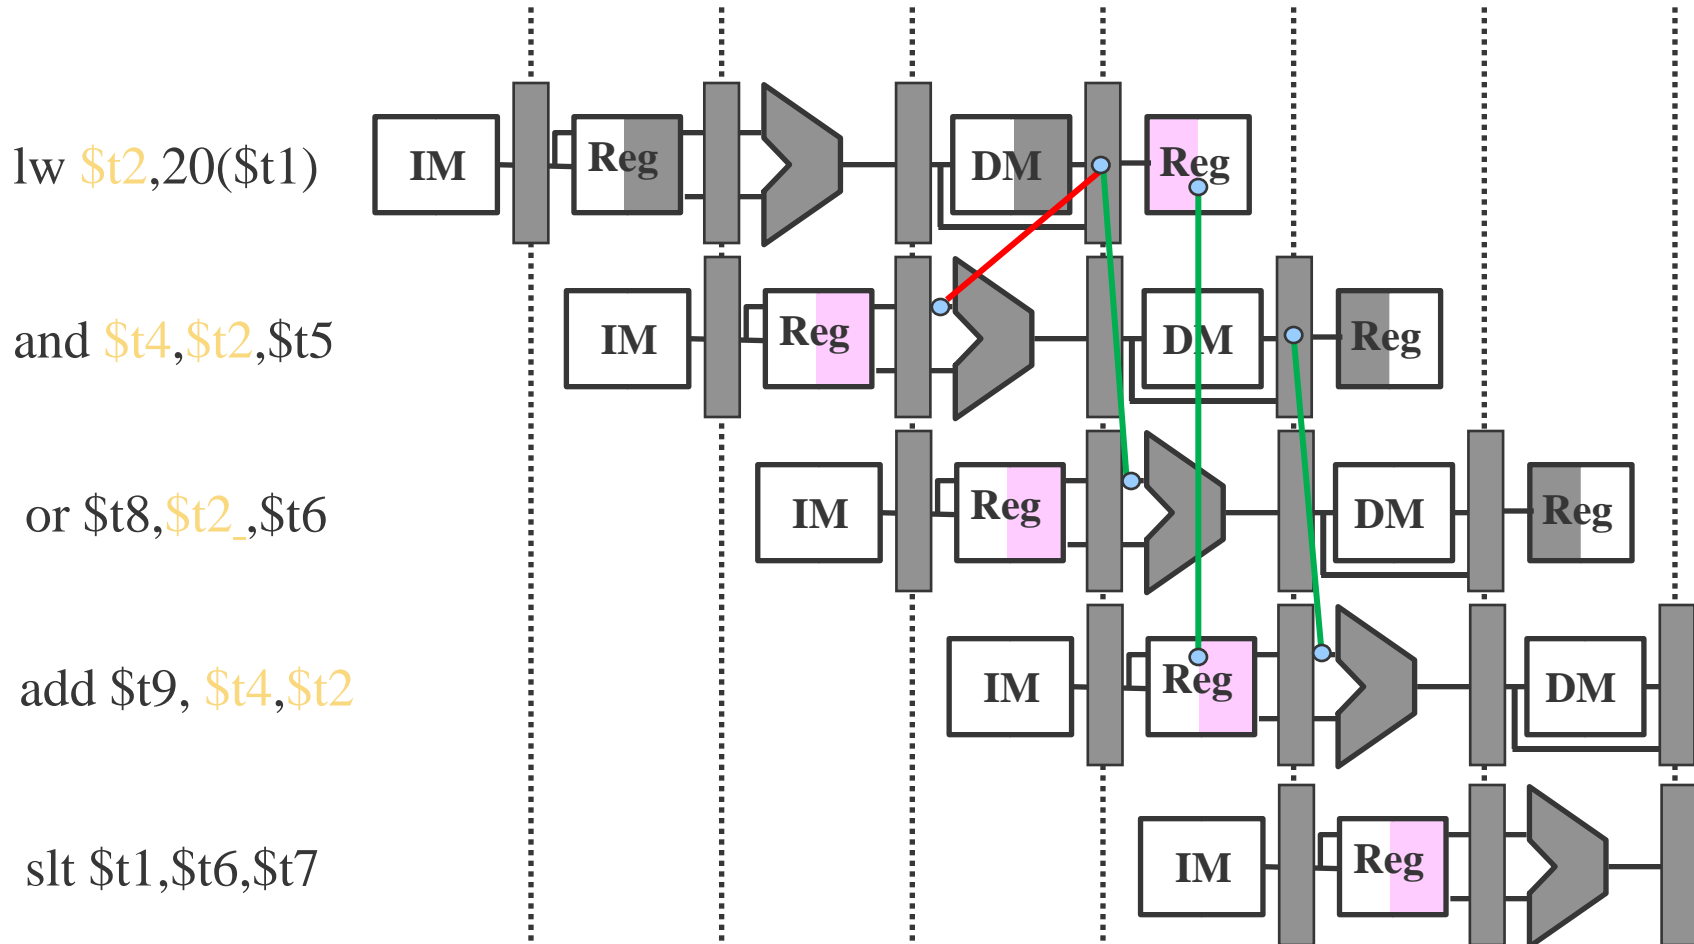 lw $t2,20($t1) IM Reg DM Reg
and $t4,$t2,$t5 IM Reg DM Reg
or $t8,$t2_,$t6 IM Reg DM Reg
add $t9, $t4,$t2 IM Reg DM
slt $t1,$t6,$t7 IM Reg